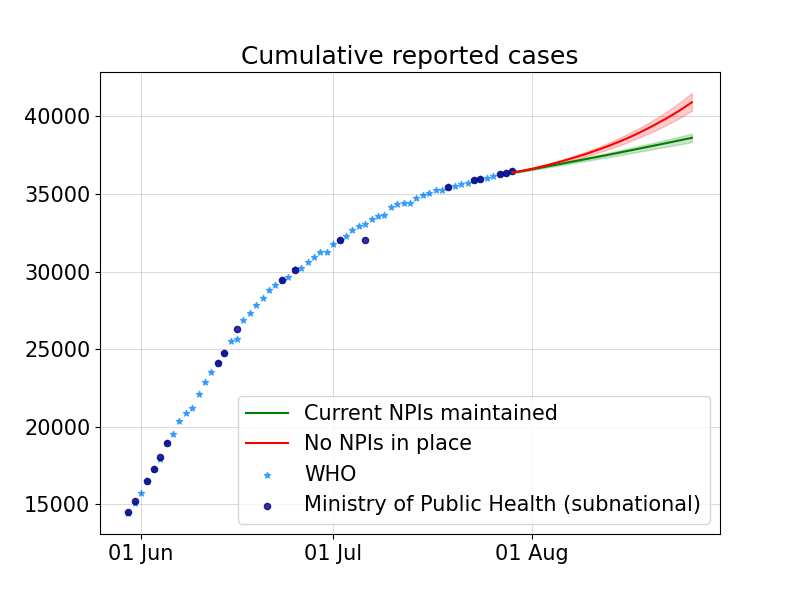 Cumulative reported cases
40000
35000
30000
25000
20000
15000
Current NPIs maintained
No NPIs in place
WHO
Ministry of Public Health (subnational)
01 Jun
01 Jul
01 Aug